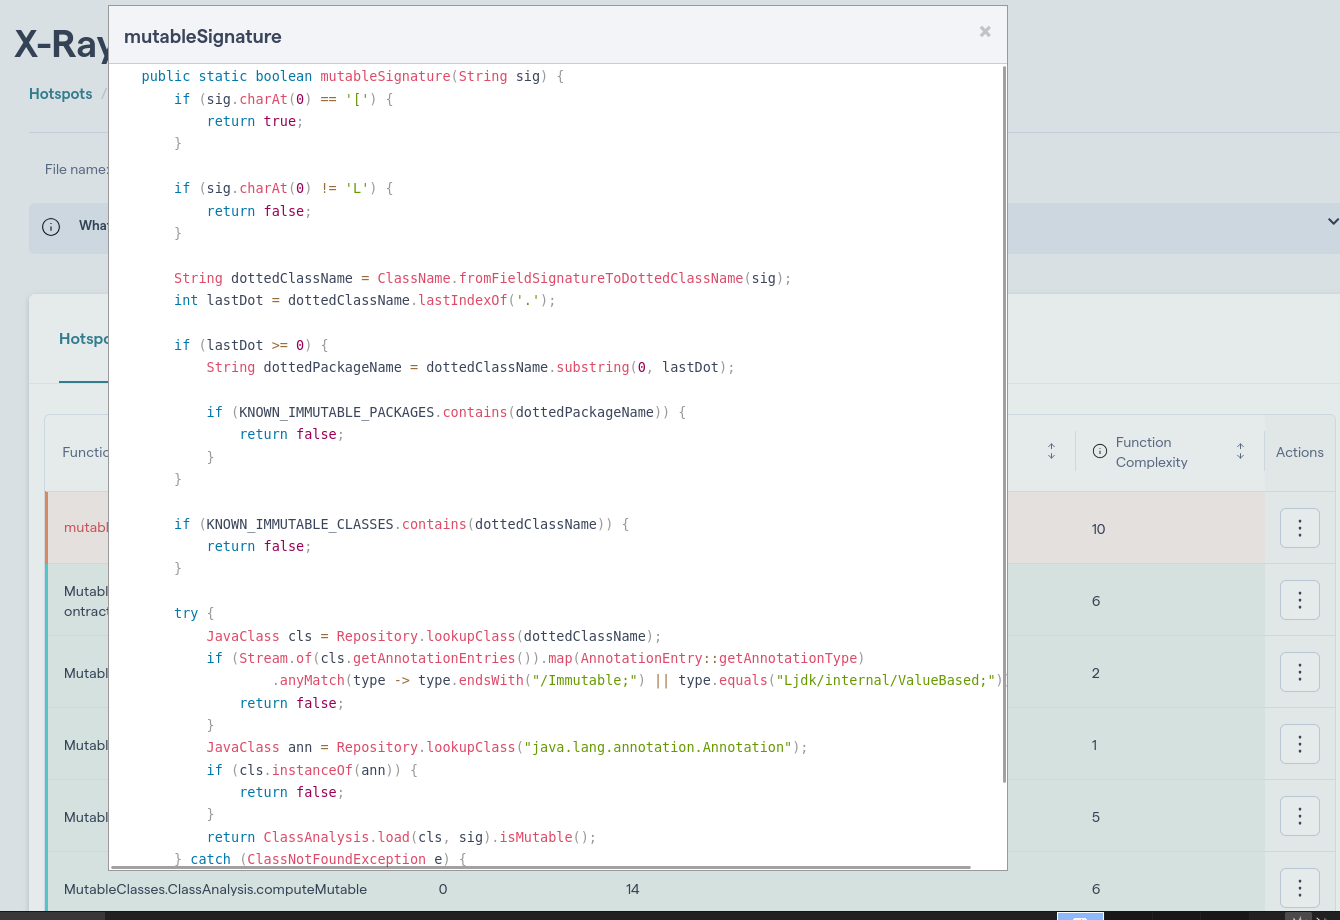 X-Ray
mutableSignature
×
Hotspots /
File name:
What
Hotspo
public static boolean mutableSignature(String sig) {
if (sig.charAt(0) == '[') {
return true;
}
if (sig.charAt(0) != 'L') {
return false;
}
String dottedClassName = ClassName.fromFieldSignatureToDottedClassName(sig);
int lastDot = dottedClassName.lastIndexOf('.');
if (lastDot >= 0) {
String dottedPackageName = dottedClassName.substring(0, lastDot);
if (KNOWN_IMMUTABLE_PACKAGES.contains(dottedPackageName)) {
return false;
}
}
if (KNOWN_IMMUTABLE_CLASSES.contains(dottedClassName)) {
return false;
}
try {
JavaClass cls = Repository.lookupClass(dottedClassName);
if (Stream.of(cls.getAnnotationEntries()).map(AnnotationEntry::getAnnotationType)
.anyMatch(type -> type.endsWith("/Immutable;") || type.equals("Ljdk/internal/ValueBased;")
return false;
}
JavaClass ann = Repository.lookupClass("java.lang.annotation.Annotation");
if (cls.instanceOf(ann)) {
return false;
}
return ClassAnalysis.load(cls, sig).isMutable();
} catch (ClassNotFoundException e) {
Functio
Function
Complexity
Actions
mutabl
10
Mutabl
ontract
6
Mutabl
2
Mutabl
1
Mutabl
5
MutableClasses.ClassAnalysis.computeMutable 0 14 6